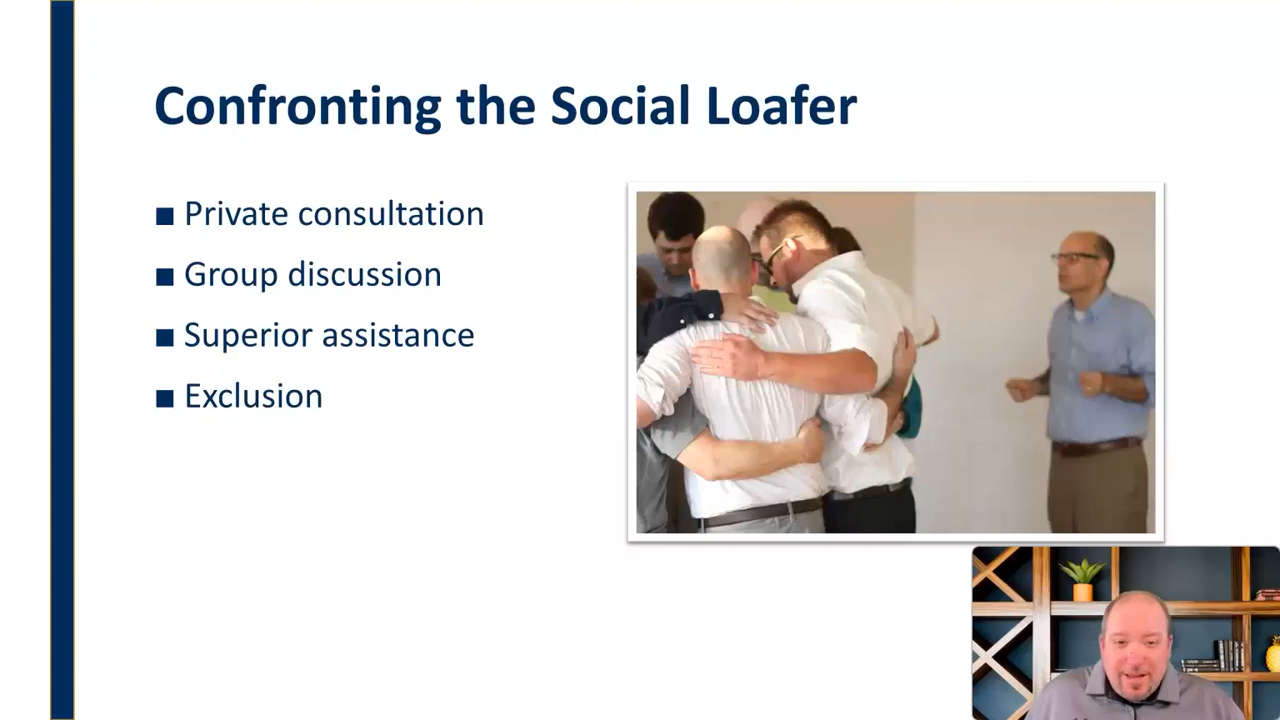 Confronting the Social Loafer
■ Private consultation
■ Group discussion
■ Superior assistance
■ Exclusion